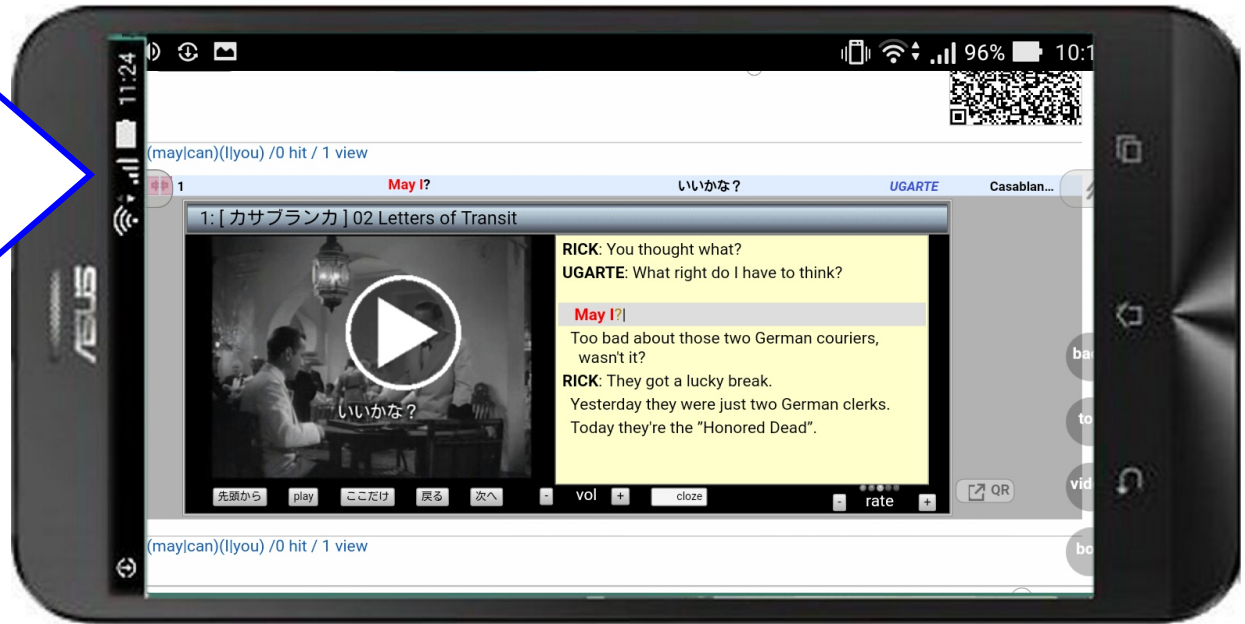 11:24
96% 10:1
(may|can)(I|you) /0 hit / 1 view
1 May I? いいかな？ UGARTE Casablan...
1: [ カサブランカ ] 02 Letters of Transit
RICK: You thought what?
UGARTE: What right do I have to think?
May I?|
Too bad about those two German couriers,
wasn't it?
RICK: They got a lucky break.
Yesterday they were just two German clerks.
Today they're the ”Honored Dead”.
いいかな？
先頭から play ここだけ 戻る 次へ - vol + cloze - rate +
QR
ba
to
vid
bo
(may|can)(I|you) /0 hit / 1 view
ASUS